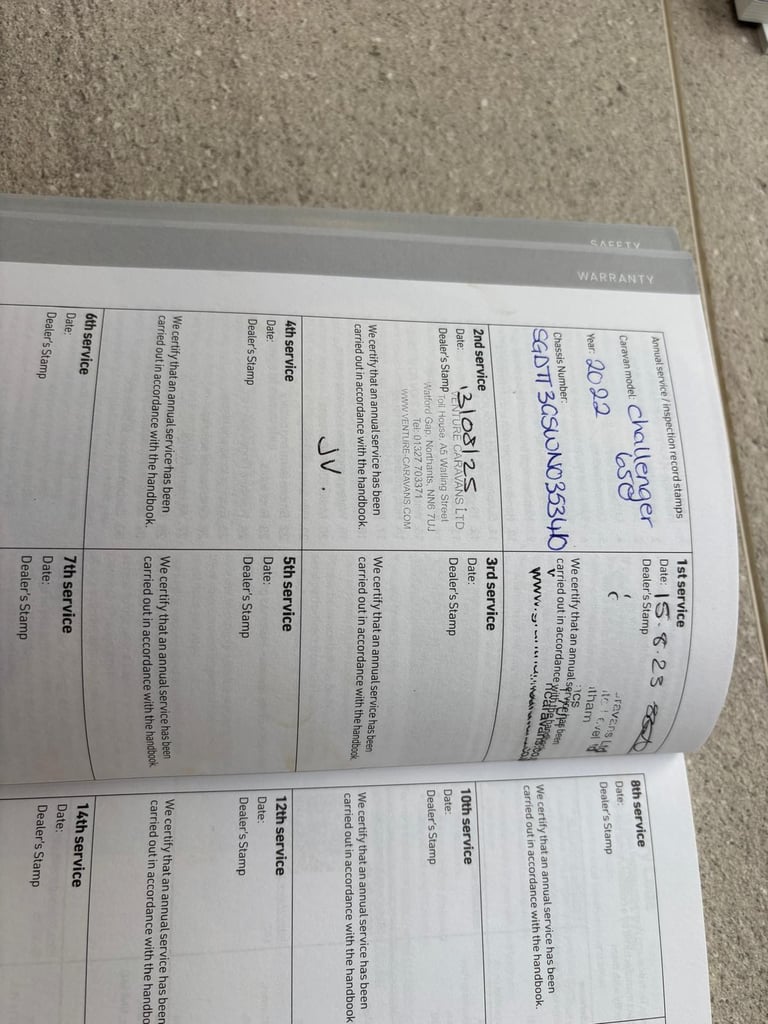 SAFETY
WARRANTY
Annual service / inspection record stamps
Caravan model: Challenger
650
Year: 2022
Chassis Number:
SGDTT3GSWN0353410
1st service
Date: 15.8.23
Dealer's Stamp
We certify that an annual service has been
carried out in accordance with the handbook.
2nd service
Date: 13/08/25
Dealer's Stamp
VENTURE CARAVANS LTD
Toll House, A5 Watling Street
Watford Gap, Northants, NN6 7UJ
Tel: 01327 703371
WWW.VENTURE-CARAVANS.COM
We certify that an annual service has been
carried out in accordance with the handbook.
JV.
3rd service
Date:
Dealer's Stamp
We certify that an annual service has been
carried out in accordance with the handbook
4th service
Date:
Dealer's Stamp
We certify that an annual service has been
carried out in accordance with the handbook.
5th service
Date:
Dealer's Stamp
We certify that an annual service has been
carried out in accordance with the handbook
6th service
Date:
Dealer's Stamp
7th service
Date:
Dealer's Stamp
8th service
Date:
Dealer's Stamp
We certify that an annual service has been
carried out in accordance with the handbook.
10th service
Date:
Dealer's Stamp
We certify that an annual service has been
carried out in accordance with the handbook
12th service
Date:
Dealer's Stamp
We certify that an annual service has been
carried out in accordance with the handbo
14th service
Date:
Dealer's Stamp